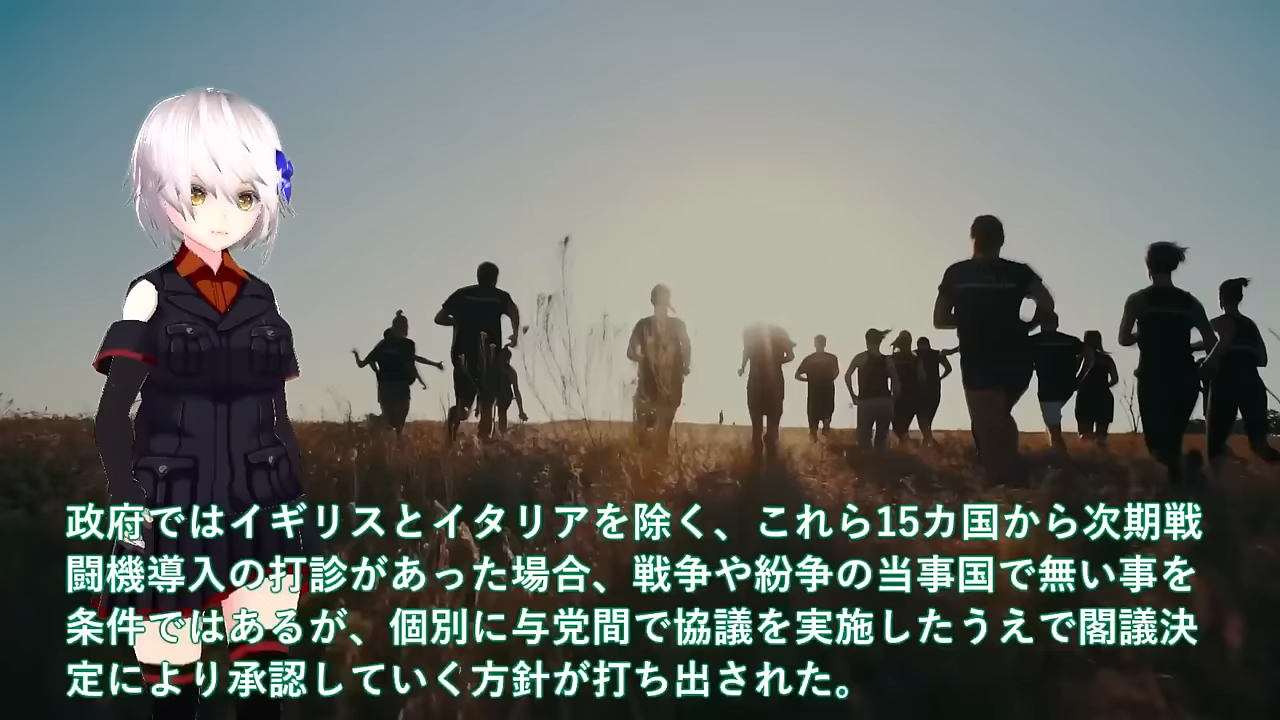 政府ではイギリスとイタリアを除く、これら15カ国から次期戦
闘機導入の打診があった場合、戦争や紛争の当事国で無い事を
条件ではあるが、個別に与党間で協議を実施したうえで閣議決
定により承認していく方針が打ち出された。